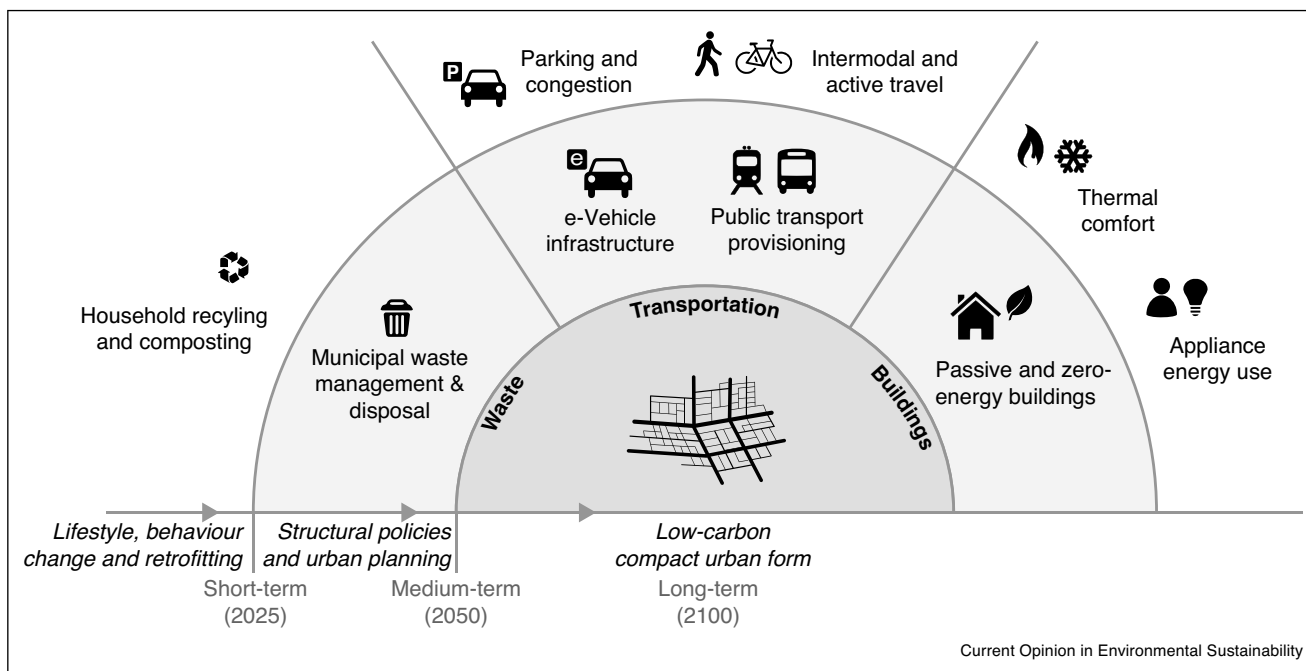 P
Parking and
congestion
Intermodal and
active travel
e
e-Vehicle
infrastructure
Public transport
provisioning
Thermal
comfort
Household recyling
and composting
Municipal waste
management &
disposal
Transportation
Waste
Buildings
Passive and zero-
energy buildings
Appliance
energy use
Lifestyle, behaviour
change and retrofitting
Structural policies
and urban planning
Low-carbon
compact urban form
Short-term
(2025)
Medium-term
(2050)
Long-term
(2100)
Current Opinion in Environmental Sustainability